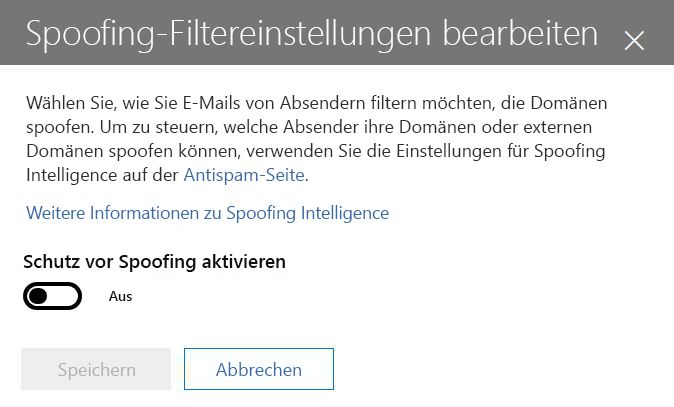 Spoofing-Filtereinstellungen bearbeiten
Wählen Sie, wie Sie E-Mails von Absendern filtern möchten, die Domänen
spoofen. Um zu steuern, welche Absender ihre Domänen oder externen
Domänen spoofen können, verwenden Sie die Einstellungen für Spoofing
Intelligence auf der Antispam-Seite.
Weitere Informationen zu Spoofing Intelligence
Schutz vor Spoofing aktivieren
Aus
Speichern Abbrechen